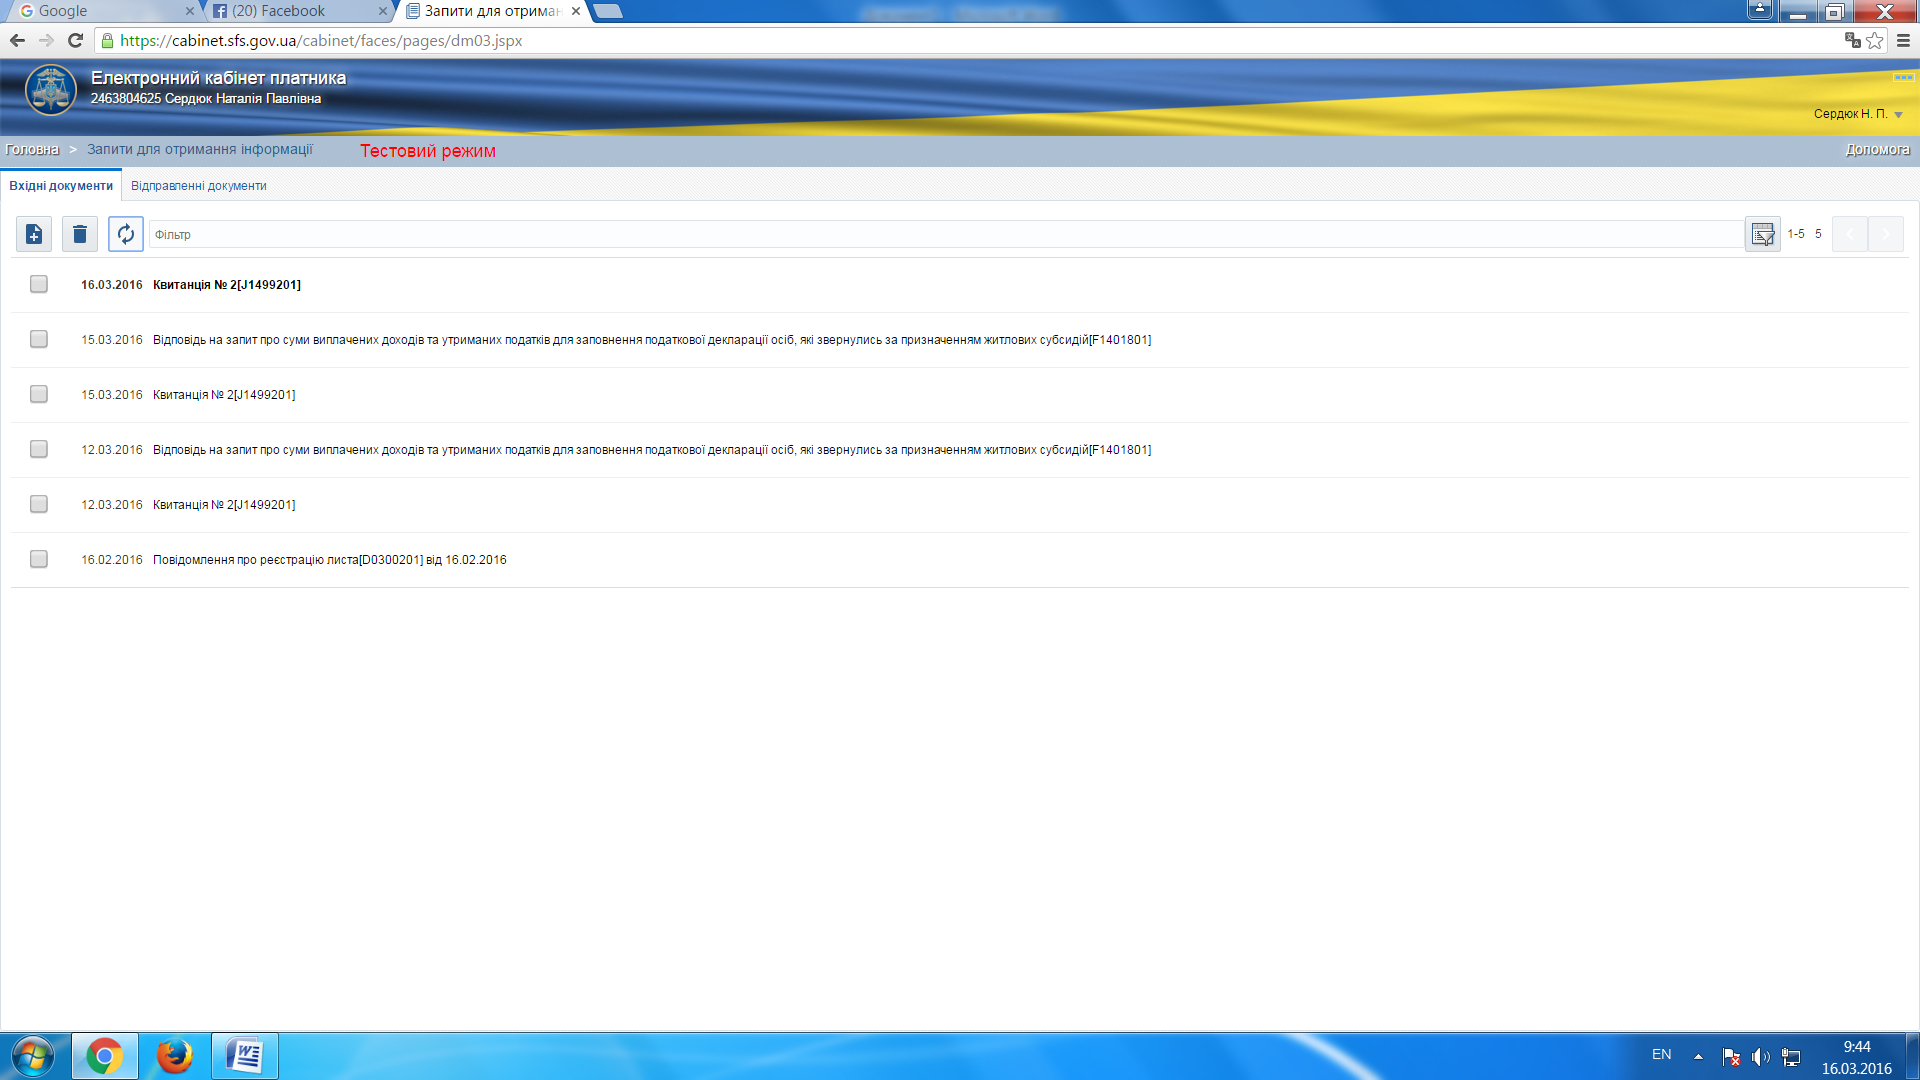 Google
(20) Facebook
Запити для отриман
https://cabinet.sfs.gov.ua/cabinet/faces/pages/dm03.jspx
Електронний кабінет платника
2463804625 Сердюк Наталія Павлівна
Сердюк Н. П.
Головна > Запити для отримання інформації Тестовий режим Допомога
Вхідні документи Відправленні документи
Фільтр 1-5 5
16.03.2016 Квитанція № 2[J1499201]
15.03.2016 Відповідь на запит про суми виплачених доходів та утриманих податків для заповнення податкової декларації осіб, які звернулись за призначенням житлових субсидій[F1401801]
15.03.2016 Квитанція № 2[J1499201]
12.03.2016 Відповідь на запит про суми виплачених доходів та утриманих податків для заповнення податкової декларації осіб, які звернулись за призначенням житлових субсидій[F1401801]
12.03.2016 Квитанція № 2[J1499201]
16.02.2016 Повідомлення про реєстрацію листа[D0300201] від 16.02.2016
EN
9:44
16.03.2016